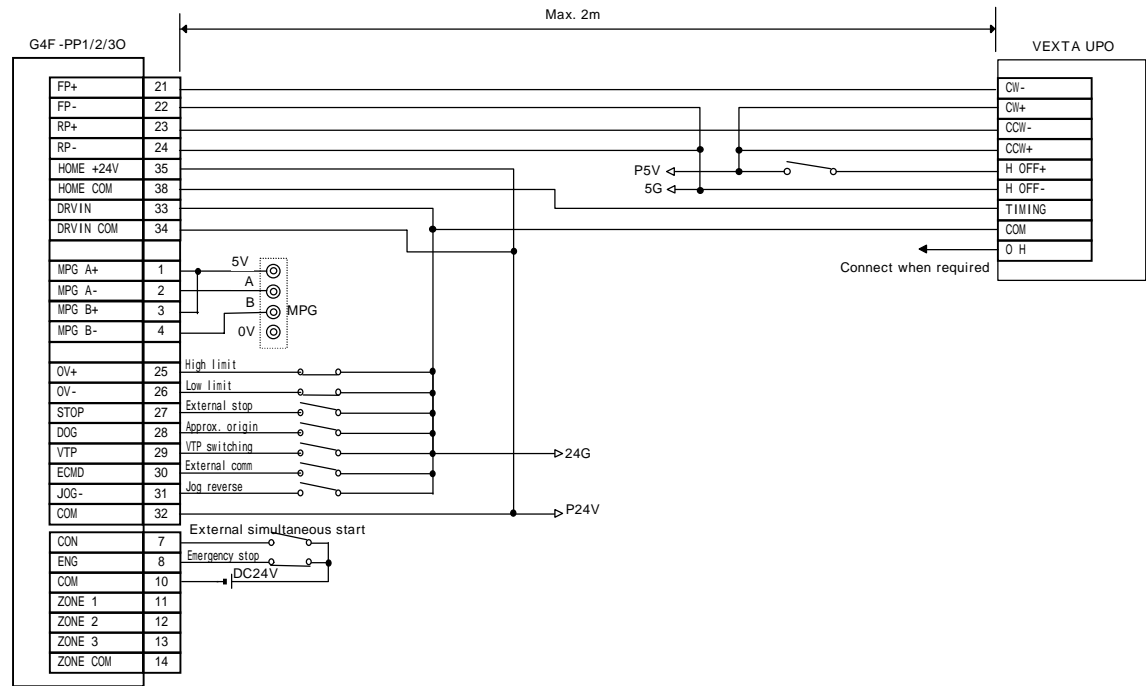 Max. 2m
G4F -PP1/2/3O
VEXTA UPO
FP+ 21 CW-
FP- 22 CW+
RP+ 23 CCW-
RP- 24 CCW+
HOME +24V 35 P5V H OFF+
HOME COM 38 5G H OFF-
DRVIN 33 TIMING
DRVIN COM 34 COM
O H
Connect when required
MPG A+ 1 5V
MPG A- 2 A
MPG B+ 3 B MPG
MPG B- 4 0V
OV+ 25 High limit
OV- 26 Low limit
STOP 27 External stop
DOG 28 Approx. origin
VTP 29 VTP switching 24G
ECMD 30 External comm
JOG- 31 Jog reverse
COM 32 P24V
External simultaneous start
CON 7
ENG 8 Emergency stop
COM 10 DC24V
ZONE 1 11
ZONE 2 12
ZONE 3 13
ZONE COM 14